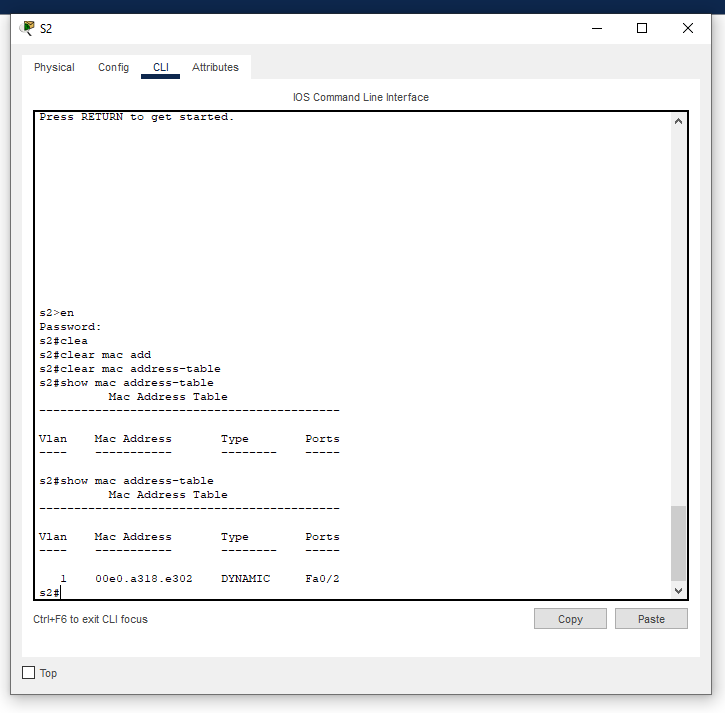 S2
Physical Config CLI Attributes
IOS Command Line Interface
Press RETURN to get started.
s2>en
Password:
s2#clea
s2#clear mac add
s2#clear mac address-table
s2#show mac address-table
Mac Address Table
-------------------------------------------
Vlan Mac Address Type Ports
---- ----------- -------- -----
s2#show mac address-table
Mac Address Table
-------------------------------------------
Vlan Mac Address Type Ports
---- ----------- -------- -----
1 00e0.a318.e302 DYNAMIC Fa0/2
s2#
Ctrl+F6 to exit CLI focus
Copy Paste
Top